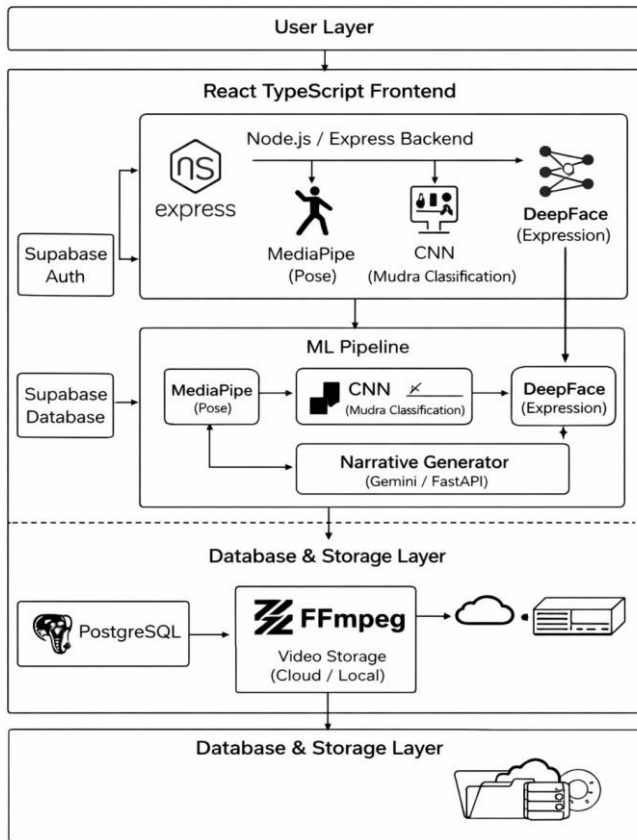 User Layer
React TypeScript Frontend
Node.js / Express Backend
ns
express
MediaPipe
(Pose)
CNN
(Mudra Classification)
DeepFace
(Expression)
Supabase
Auth
ML Pipeline
Supabase
Database
MediaPipe
(Pose)
CNN
(Mudra Classification)
DeepFace
(Expression)
Narrative Generator
(Gemini / FastAPI)
Database & Storage Layer
PostgreSQL
FFmpeg
Video Storage
(Cloud / Local)
Database & Storage Layer